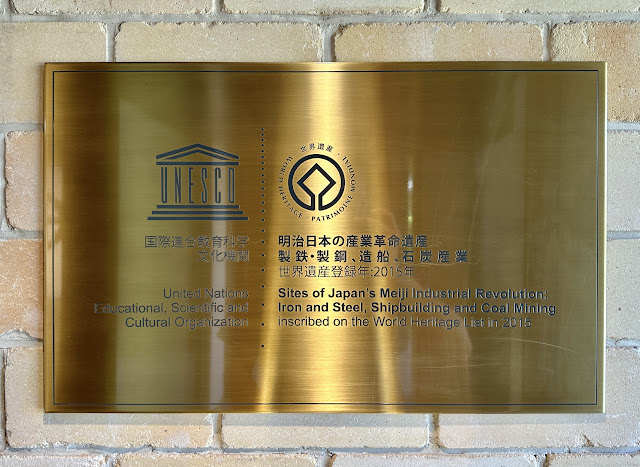 UNESCO
国際連合教育科学
文化機関
United Nations
Educational, Scientific and
Cultural Organization
世界遺産 · WORLD HERITAGE · PATRIMOINE MONDIAL ·
明治日本の産業革命遺産
製鉄・製鋼、造船、石炭産業
世界遺産登録年:2015年
Sites of Japan's Meiji Industrial Revolution:
Iron and Steel, Shipbuilding and Coal Mining
inscribed on the World Heritage List in 2015